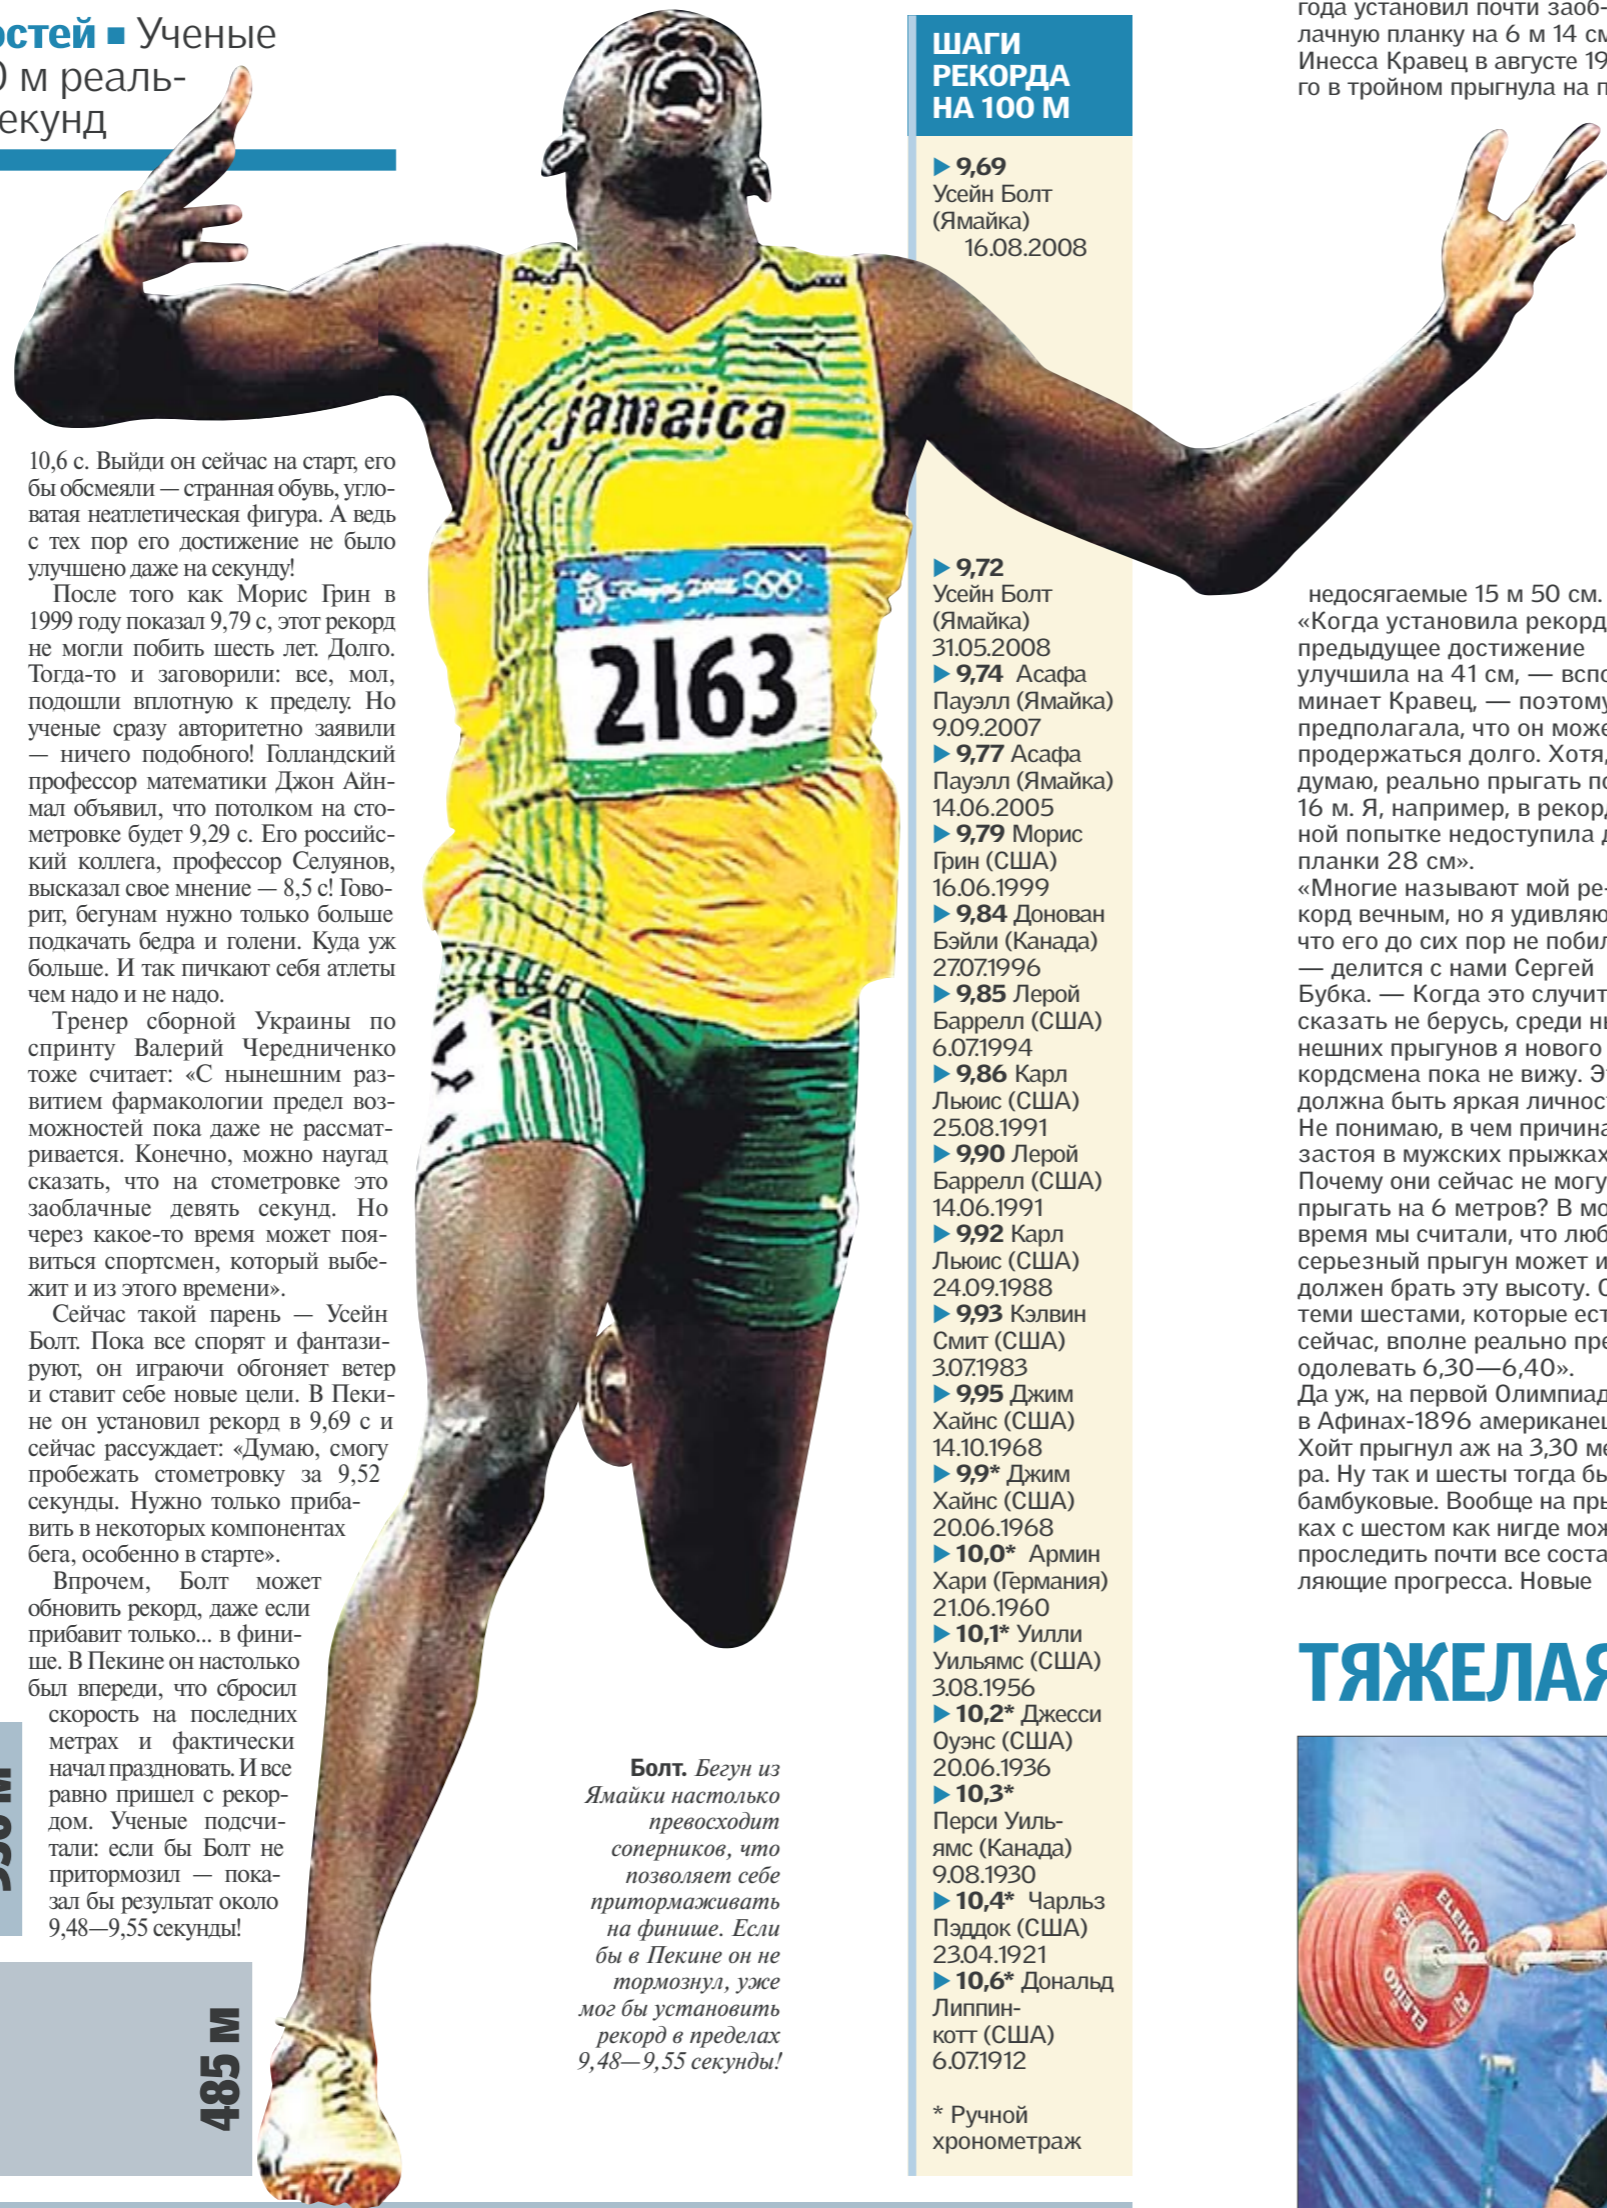 остей ■ Ученые
0 м реаль-
екунд
10,6 с. Выйди он сейчас на старт, его
бы обсмеяли — странная обувь, угло-
ватая неатлетическая фигура. А ведь
с тех пор его достижение не было
улучшено даже на секунду!
После того как Морис Грин в
1999 году показал 9,79 с, этот рекорд
не могли побить шесть лет. Долго.
Тогда-то и заговорили: все, мол,
подошли вплотную к пределу. Но
ученые сразу авторитетно заявили
— ничего подобного! Голландский
профессор математики Джон Айн-
мал объявил, что потолком на сто-
метровке будет 9,29 с. Его российс-
кий коллега, профессор Селуянов,
высказал свое мнение — 8,5 с! Гово-
рит, бегунам нужно только больше
подкачать бедра и голени. Куда уж
больше. И так пичкают себя атлеты
чем надо и не надо.
Тренер сборной Украины по
спринту Валерий Чередниченко
тоже считает: «С нынешним раз-
витием фармакологии предел воз-
можностей пока даже не рассмат-
ривается. Конечно, можно наугад
сказать, что на стометровке это
заоблачные девять секунд. Но
через какое-то время может поя-
виться спортсмен, который выбе-
жит и из этого времени».
Сейчас такой парень — Усейн
Болт. Пока все спорят и фантази-
руют, он играючи обгоняет ветер
и ставит себе новые цели. В Пеки-
не он установил рекорд в 9,69 с и
сейчас рассуждает: «Думаю, смогу
пробежать стометровку за 9,52
секунды. Нужно только приба-
вить в некоторых компонентах
бега, особенно в старте».
Впрочем, Болт может
обновить рекорд, даже если
прибавит только... в фини-
ше. В Пекине он настолько
был впереди, что сбросил
скорость на последних
метрах и фактически
начал праздновать. И все
равно пришел с рекор-
дом. Ученые подсчи-
тали: если бы Болт не
притормозил — пока-
зал бы результат около
9,48—9,55 секунды!
485 м
jamaica
Beijing 2008
2163
Болт. Бегун из
Ямайки настолько
превосходит
соперников, что
позволяет себе
притормаживать
на финише. Если
бы в Пекине он не
тормознул, уже
мог бы установить
рекорд в пределах
9,48—9,55 секунды!
ШАГИ
РЕКОРДА
НА 100 М
▶ 9,69
Усейн Болт
(Ямайка)
16.08.2008
▶ 9,72
Усейн Болт
(Ямайка)
31.05.2008
▶ 9,74 Асафа
Пауэлл (Ямайка)
9.09.2007
▶ 9,77 Асафа
Пауэлл (Ямайка)
14.06.2005
▶ 9,79 Морис
Грин (США)
16.06.1999
▶ 9,84 Донован
Бэйли (Канада)
27.07.1996
▶ 9,85 Лерой
Баррелл (США)
6.07.1994
▶ 9,86 Карл
Льюис (США)
25.08.1991
▶ 9,90 Лерой
Баррелл (США)
14.06.1991
▶ 9,92 Карл
Льюис (США)
24.09.1988
▶ 9,93 Кэлвин
Смит (США)
3.07.1983
▶ 9,95 Джим
Хайнс (США)
14.10.1968
▶ 9,9* Джим
Хайнс (США)
20.06.1968
▶ 10,0* Армин
Хари (Германия)
21.06.1960
▶ 10,1* Уилли
Уильямс (США)
3.08.1956
▶ 10,2* Джесси
Оуэнс (США)
20.06.1936
▶ 10,3*
Перси Уиль-
ямс (Канада)
9.08.1930
▶ 10,4* Чарльз
Пэддок (США)
23.04.1921
▶ 10,6* Дональд
Липпин-
котт (США)
6.07.1912
* Ручной
хронометраж
года установил почти заоб-
лачную планку на 6 м 14 см
Инесса Кравец в августе 19
го в тройном прыгнула на п
недосягаемые 15 м 50 см.
«Когда установила рекорд
предыдущее достижение
улучшила на 41 см, — вспо
минает Кравец, — поэтому
предполагала, что он може
продержаться долго. Хотя,
думаю, реально прыгать по
16 м. Я, например, в рекорд
ной попытке недоступила д
планки 28 см».
«Многие называют мой ре-
корд вечным, но я удивляю
что его до сих пор не побил
— делится с нами Сергей
Бубка. — Когда это случит
сказать не берусь, среди ны
нешних прыгунов я нового
кордсмена пока не вижу. Э
должна быть яркая личнос
Не понимаю, в чем причина
застоя в мужских прыжках
Почему они сейчас не могу
прыгать на 6 метров? В мо
время мы считали, что люб
серьезный прыгун может и
должен брать эту высоту. С
теми шестами, которые ест
сейчас, вполне реально пре
одолевать 6,30—6,40».
Да уж, на первой Олимпиад
в Афинах-1896 американец
Хойт прыгнул аж на 3,30 ме
ра. Ну так и шесты тогда бы
бамбуковые. Вообще на пры
ках с шестом как нигде мож
проследить почти все соста
ляющие прогресса. Новые
ТЯЖЕЛАЯ
ELEIKO
ELEIKO